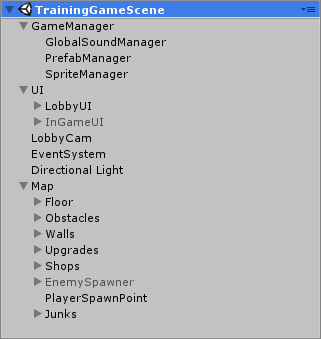 TrainingGameScene
GameManager
GlobalSoundManager
PrefabManager
SpriteManager
UI
LobbyUI
InGameUI
LobbyCam
EventSystem
Directional Light
Map
Floor
Obstacles
Walls
Upgrades
Shops
EnemySpawner
PlayerSpawnPoint
Junks